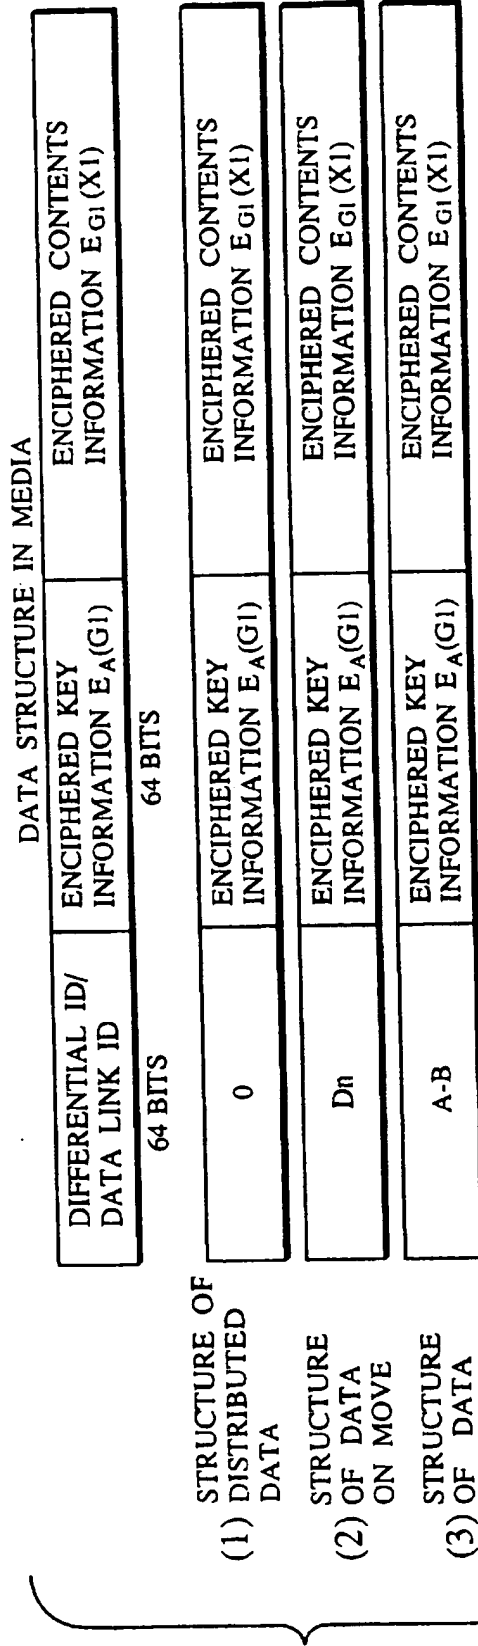 DATA STRUCTURE IN MEDIA
DIFFERENTIAL ID/
DATA LINK ID
ENCIPHERED KEY
INFORMATION EA(G1)
ENCIPHERED CONTENTS
INFORMATION EG1(X1)
64 BITS
64 BITS
STRUCTURE OF
(1) DISTRIBUTED
DATA
0
ENCIPHERED KEY
INFORMATION EA(G1)
ENCIPHERED CONTENTS
INFORMATION EG1(X1)
STRUCTURE
(2) OF DATA
ON MOVE
Dn
ENCIPHERED KEY
INFORMATION EA(G1)
ENCIPHERED CONTENTS
INFORMATION EG1(X1)
STRUCTURE
(3) OF DATA
A-B
ENCIPHERED KEY
INFORMATION EA(G1)
ENCIPHERED CONTENTS
INFORMATION EG1(X1)